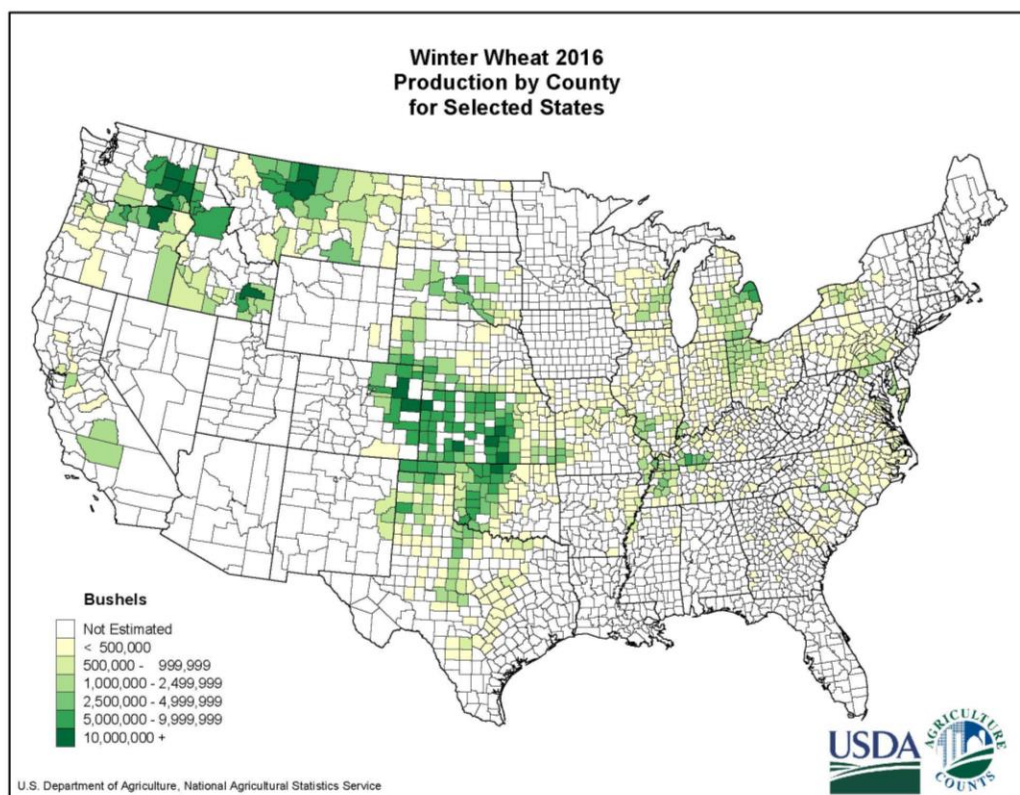 Winter Wheat 2016
Production by County
for Selected States
Bushels
Not Estimated
< 500,000
500,000 - 999,999
1,000,000 - 2,499,999
2,500,000 - 4,999,999
5,000,000 - 9,999,999
10,000,000 +
USDA
AGRICULTURE
COUNTS
U.S. Department of Agriculture, National Agricultural Statistics Service